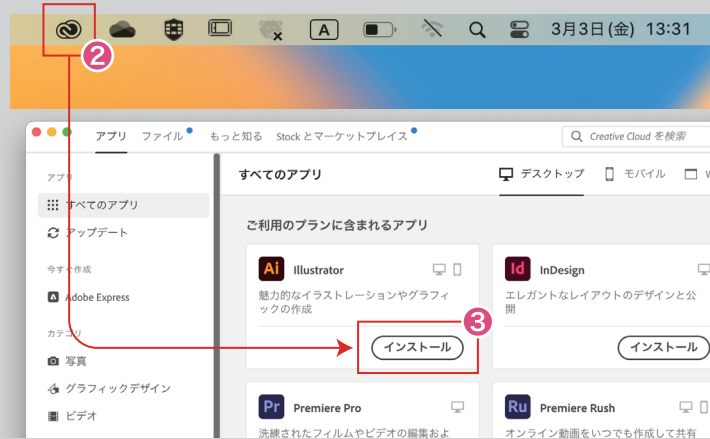 A 3月3日(金) 13:31
2
アプリ ファイル もっと知る Stock とマーケットプレイス Creative Cloud を検索
アプリ
すべてのアプリ
アップデート
今すぐ作成
Adobe Express
カテゴリ
写真
グラフィックデザイン
ビデオ
すべてのアプリ デスクトップ モバイル
ご利用のプランに含まれるアプリ
Ai Illustrator
魅力的なイラストレーションやグラフィ
ックの作成
3
インストール
Id InDesign
エレガントなレイアウトのデザインと公
開
インストール
Pr Premiere Pro
洗練されたフィルムやビデオの編集およ
Ru Premiere Rush
オンライン動画をいつでも作成して共有